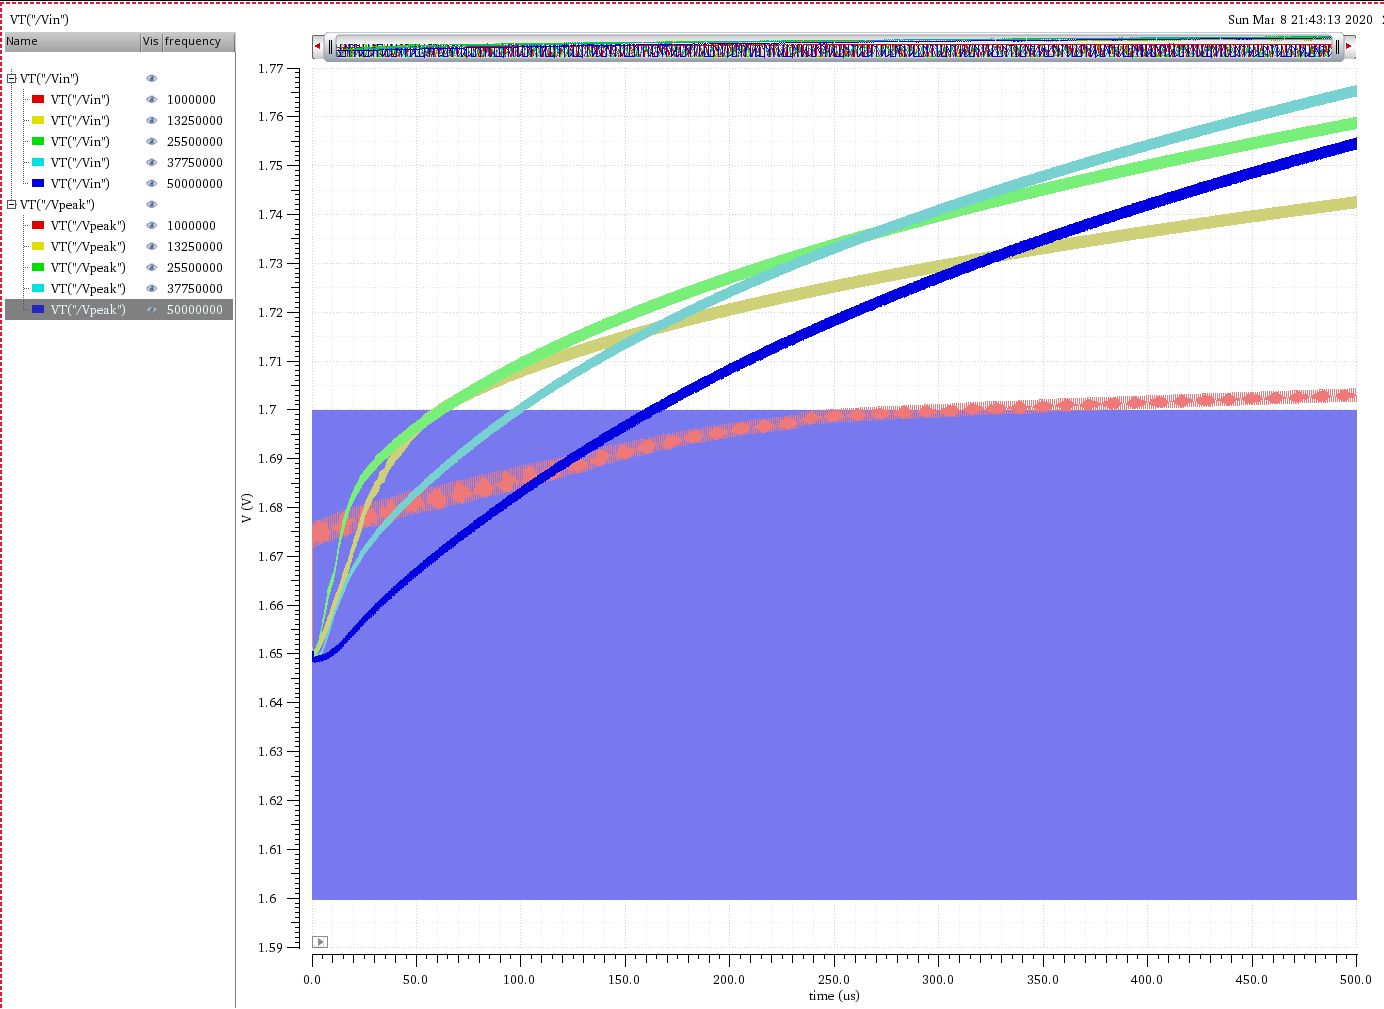 VT("/Vin")
Sun Mar 8 21:43:13 2020
Name Vis frequency
VT("/Vin")
VT("/Vin") 1000000
VT("/Vin") 13250000
VT("/Vin") 25500000
VT("/Vin") 37750000
VT("/Vin") 50000000
VT("/Vpeak")
VT("/Vpeak") 1000000
VT("/Vpeak") 13250000
VT("/Vpeak") 25500000
VT("/Vpeak") 37750000
VT("/Vpeak") 50000000
1.77
1.76
1.75
1.74
1.73
1.72
1.71
1.7
1.69
1.68
1.67
1.66
1.65
1.64
1.63
1.62
1.61
1.6
1.59
V (V)
0.0 50.0 100.0 150.0 200.0 250.0 300.0 350.0 400.0 450.0 500.0
time (us)